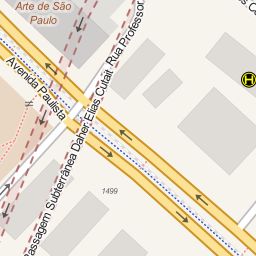 Arte de São
Paulo
Avenida Paulista
Passagem Subterrânea Daher Elias Cutait
Rua Professor
H
1499